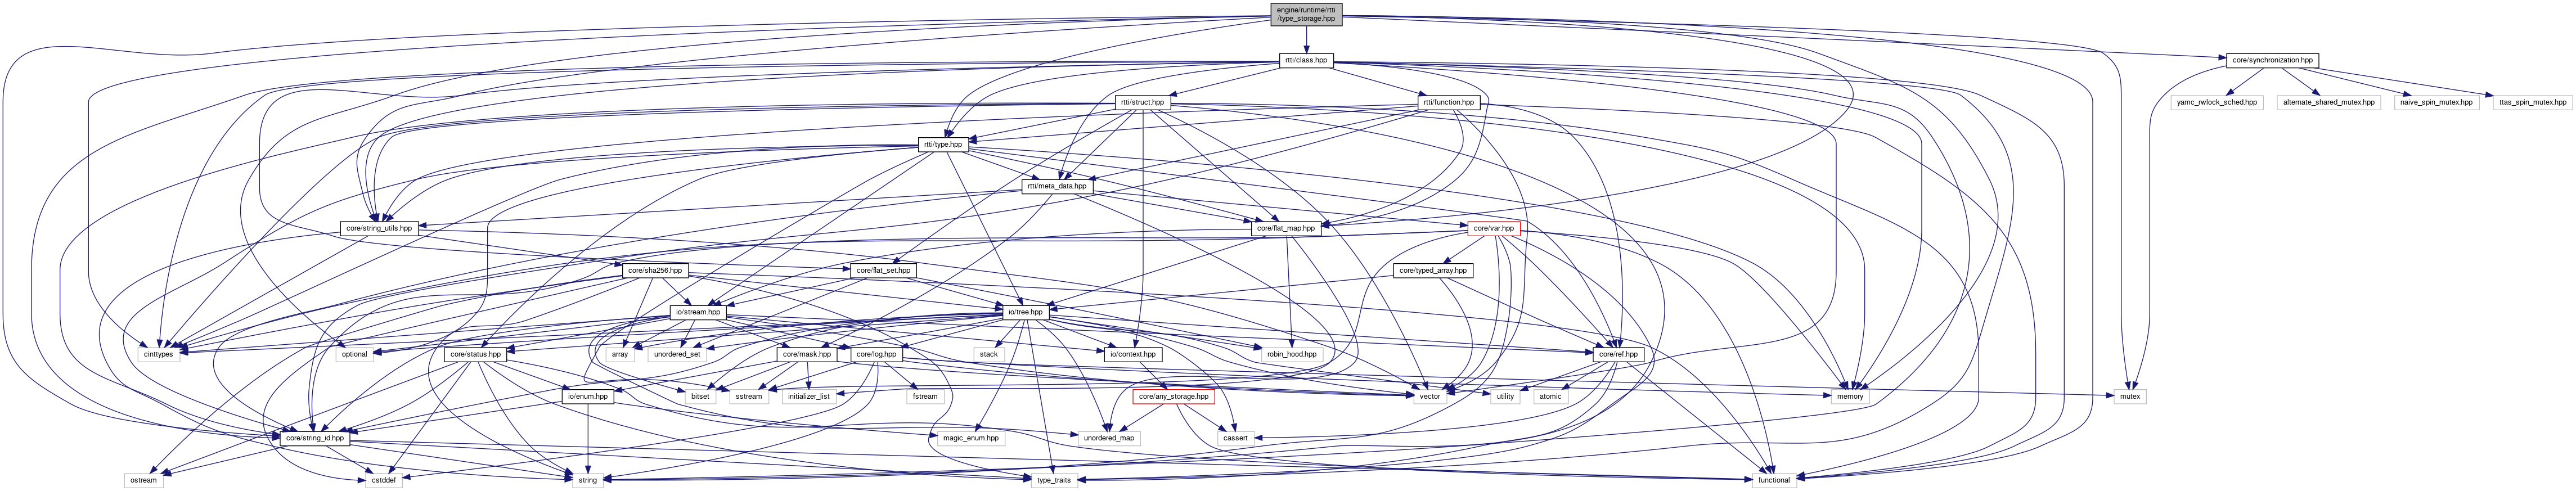 engine/runtime/rtti
/type_storage.hpp
rtti/class.hpp
core/synchronization.hpp
rtti/struct.hpp
rtti/function.hpp
yamc_rwlock_sched.hpp
alternate_shared_mutex.hpp
naive_spin_mutex.hpp
ttas_spin_mutex.hpp
rtti/type.hpp
rtti/meta_data.hpp
core/string_utils.hpp
core/flat_map.hpp
core/var.hpp
core/sha256.hpp
core/flat_set.hpp
core/typed_array.hpp
io/stream.hpp
io/tree.hpp
cinttypes
optional
core/status.hpp
array
unordered_set
core/mask.hpp
core/log.hpp
stack
io/context.hpp
robin_hood.hpp
core/ref.hpp
io/enum.hpp
bitset
sstream
initializer_list
fstream
core/any_storage.hpp
vector
utility
atomic
memory
mutex
core/string_id.hpp
magic_enum.hpp
unordered_map
cassert
ostream
cstddef
string
type_traits
functional